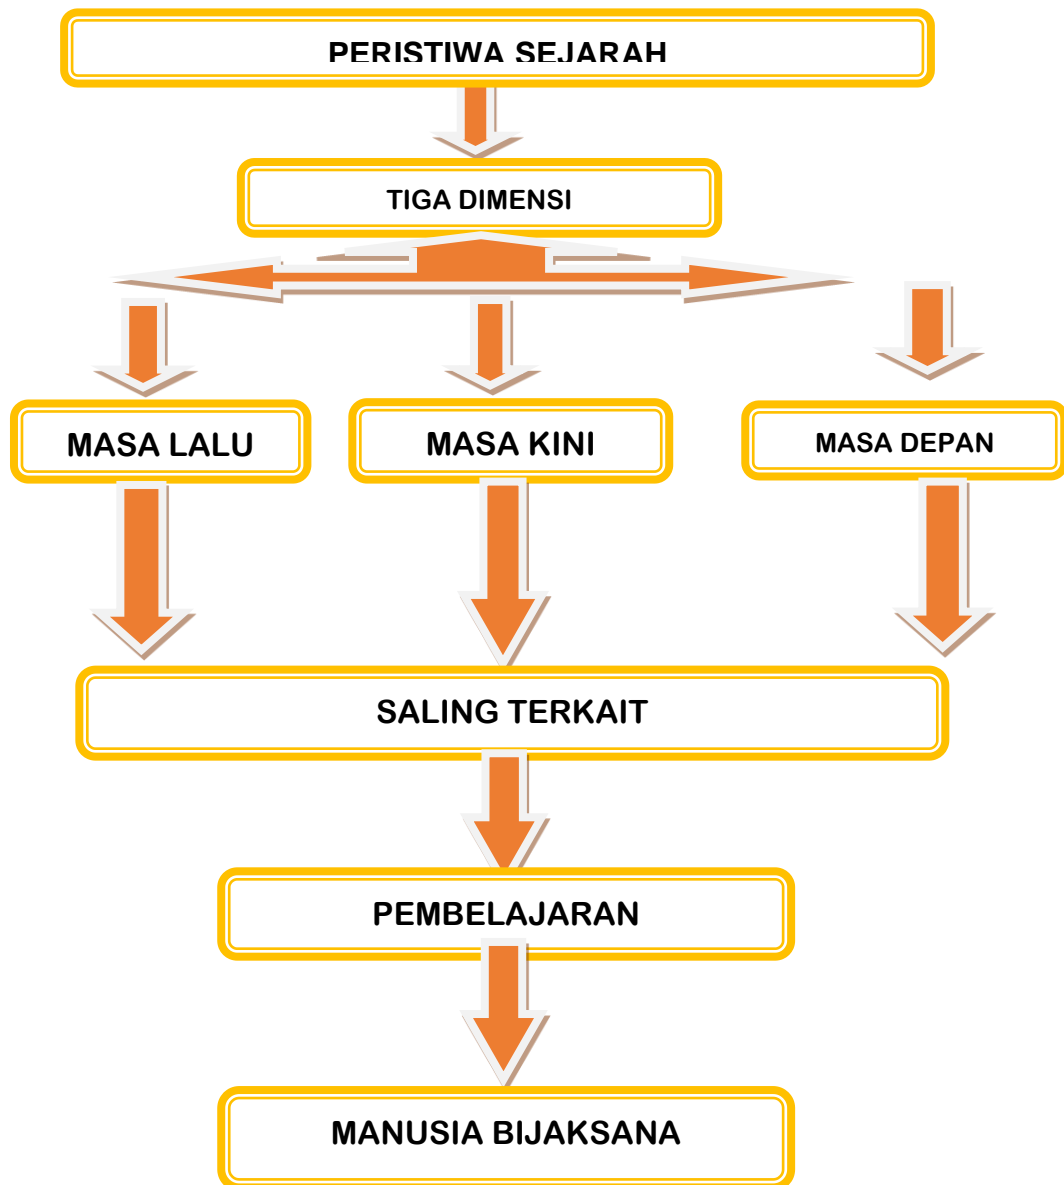 PERISTIWA SEJARAH
TIGA DIMENSI
MASA LALU
MASA KINI
MASA DEPAN
SALING TERKAIT
PEMBELAJARAN
MANUSIA BIJAKSANA